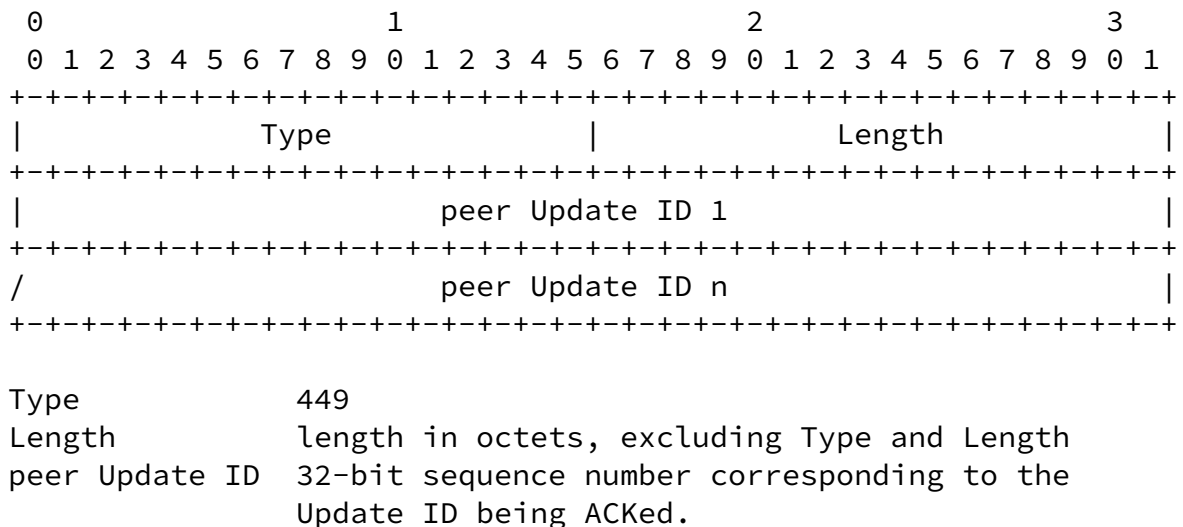 0                   1                   2                   3
 0 1 2 3 4 5 6 7 8 9 0 1 2 3 4 5 6 7 8 9 0 1 2 3 4 5 6 7 8 9 0 1
+-+-+-+-+-+-+-+-+-+-+-+-+-+-+-+-+-+-+-+-+-+-+-+-+-+-+-+-+-+-+-+-+
|             Type              |             Length            |
+-+-+-+-+-+-+-+-+-+-+-+-+-+-+-+-+-+-+-+-+-+-+-+-+-+-+-+-+-+-+-+-+
|                       peer Update ID 1                        |
+-+-+-+-+-+-+-+-+-+-+-+-+-+-+-+-+-+-+-+-+-+-+-+-+-+-+-+-+-+-+-+-+
/                       peer Update ID n                        |
+-+-+-+-+-+-+-+-+-+-+-+-+-+-+-+-+-+-+-+-+-+-+-+-+-+-+-+-+-+-+-+-+
Type            449
Length          length in octets, excluding Type and Length
peer Update ID  32-bit sequence number corresponding to the
                Update ID being ACKed.